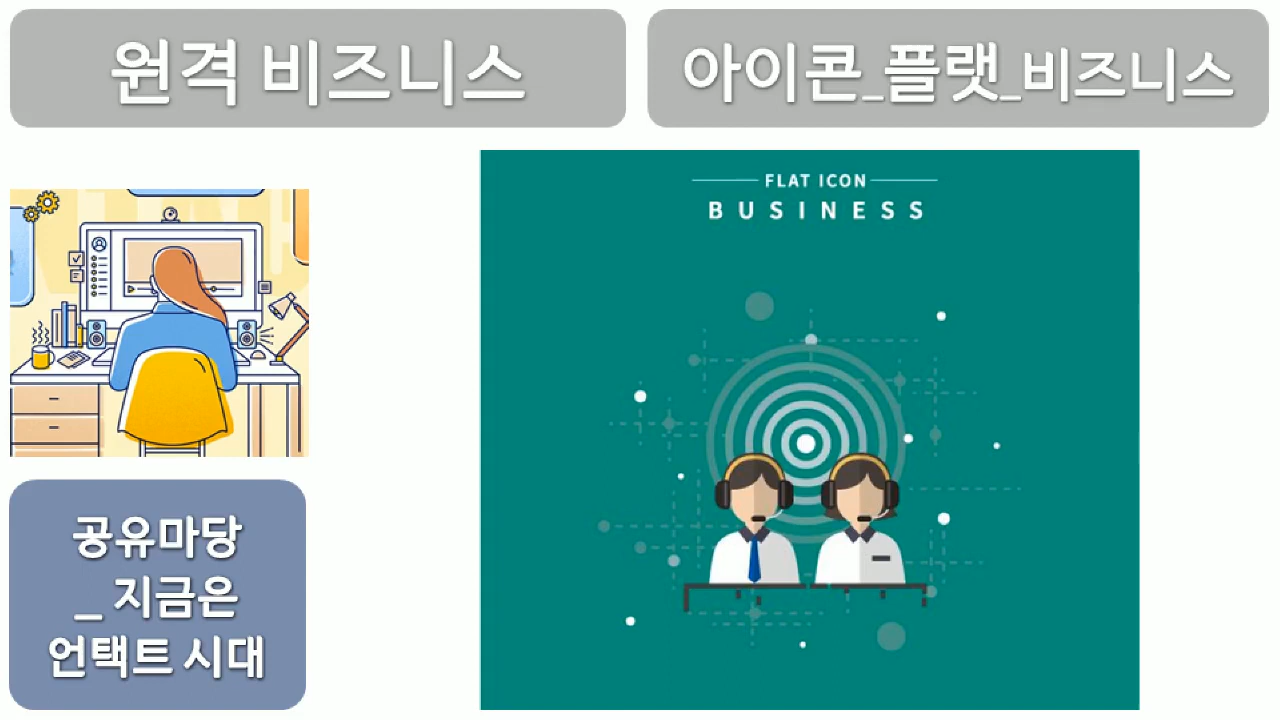 원격 비즈니스
아이콘_플랫_비즈니스
FLAT ICON
BUSINESS
공유마당
_ 지금은
언택트 시대